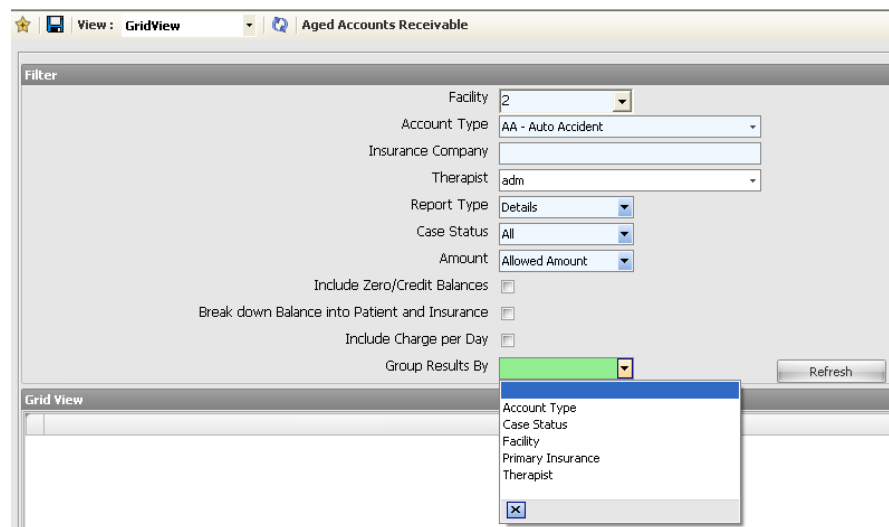 View : GridView Aged Accounts Receivable
Filter
Facility 2
Account Type AA - Auto Accident
Insurance Company
Therapist adm
Report Type Details
Case Status All
Amount Allowed Amount
Include Zero/Credit Balances
Break down Balance into Patient and Insurance
Include Charge per Day
Group Results By Refresh
Grid View
Account Type
Case Status
Facility
Primary Insurance
Therapist